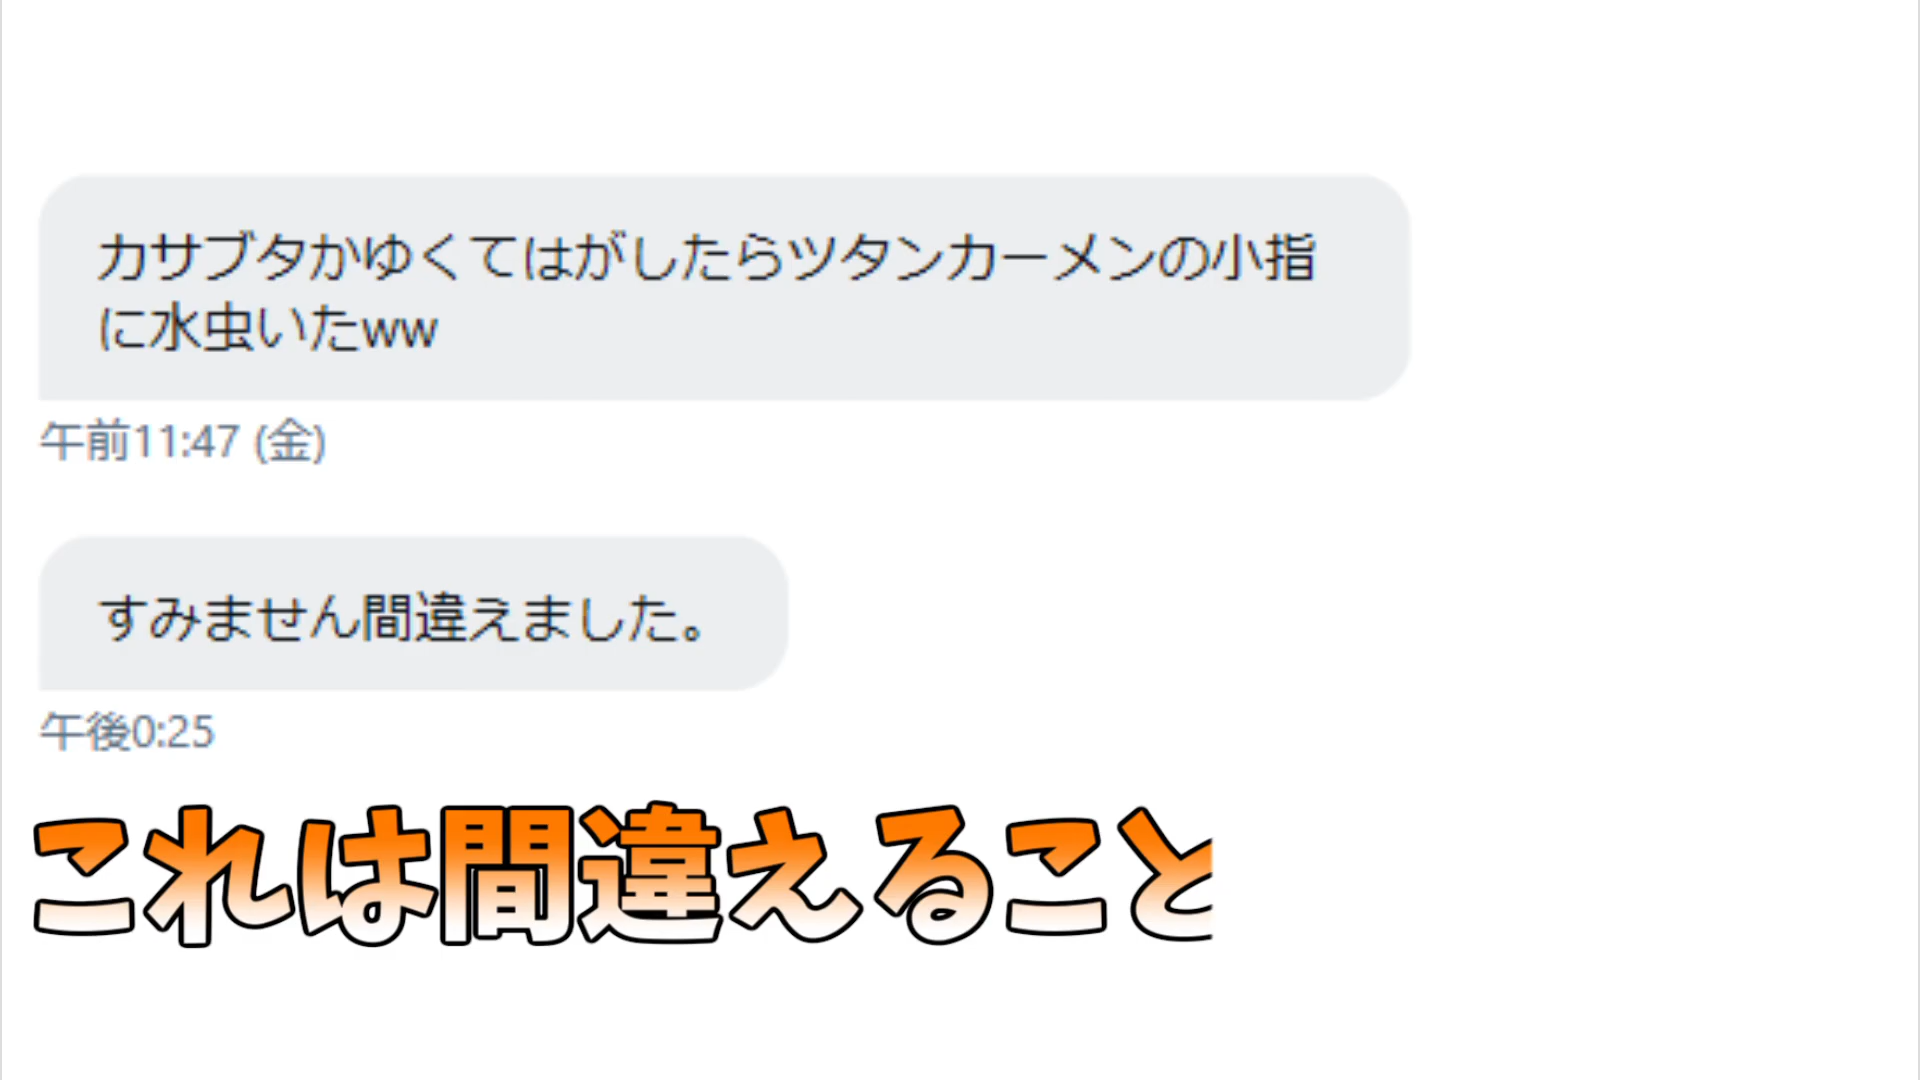 カサブタかゆくてはがしたらツタンカーメンの小指
に水虫いたww
午前11:47 (金)
すみません間違えました。
午後0:25
これは間違えること